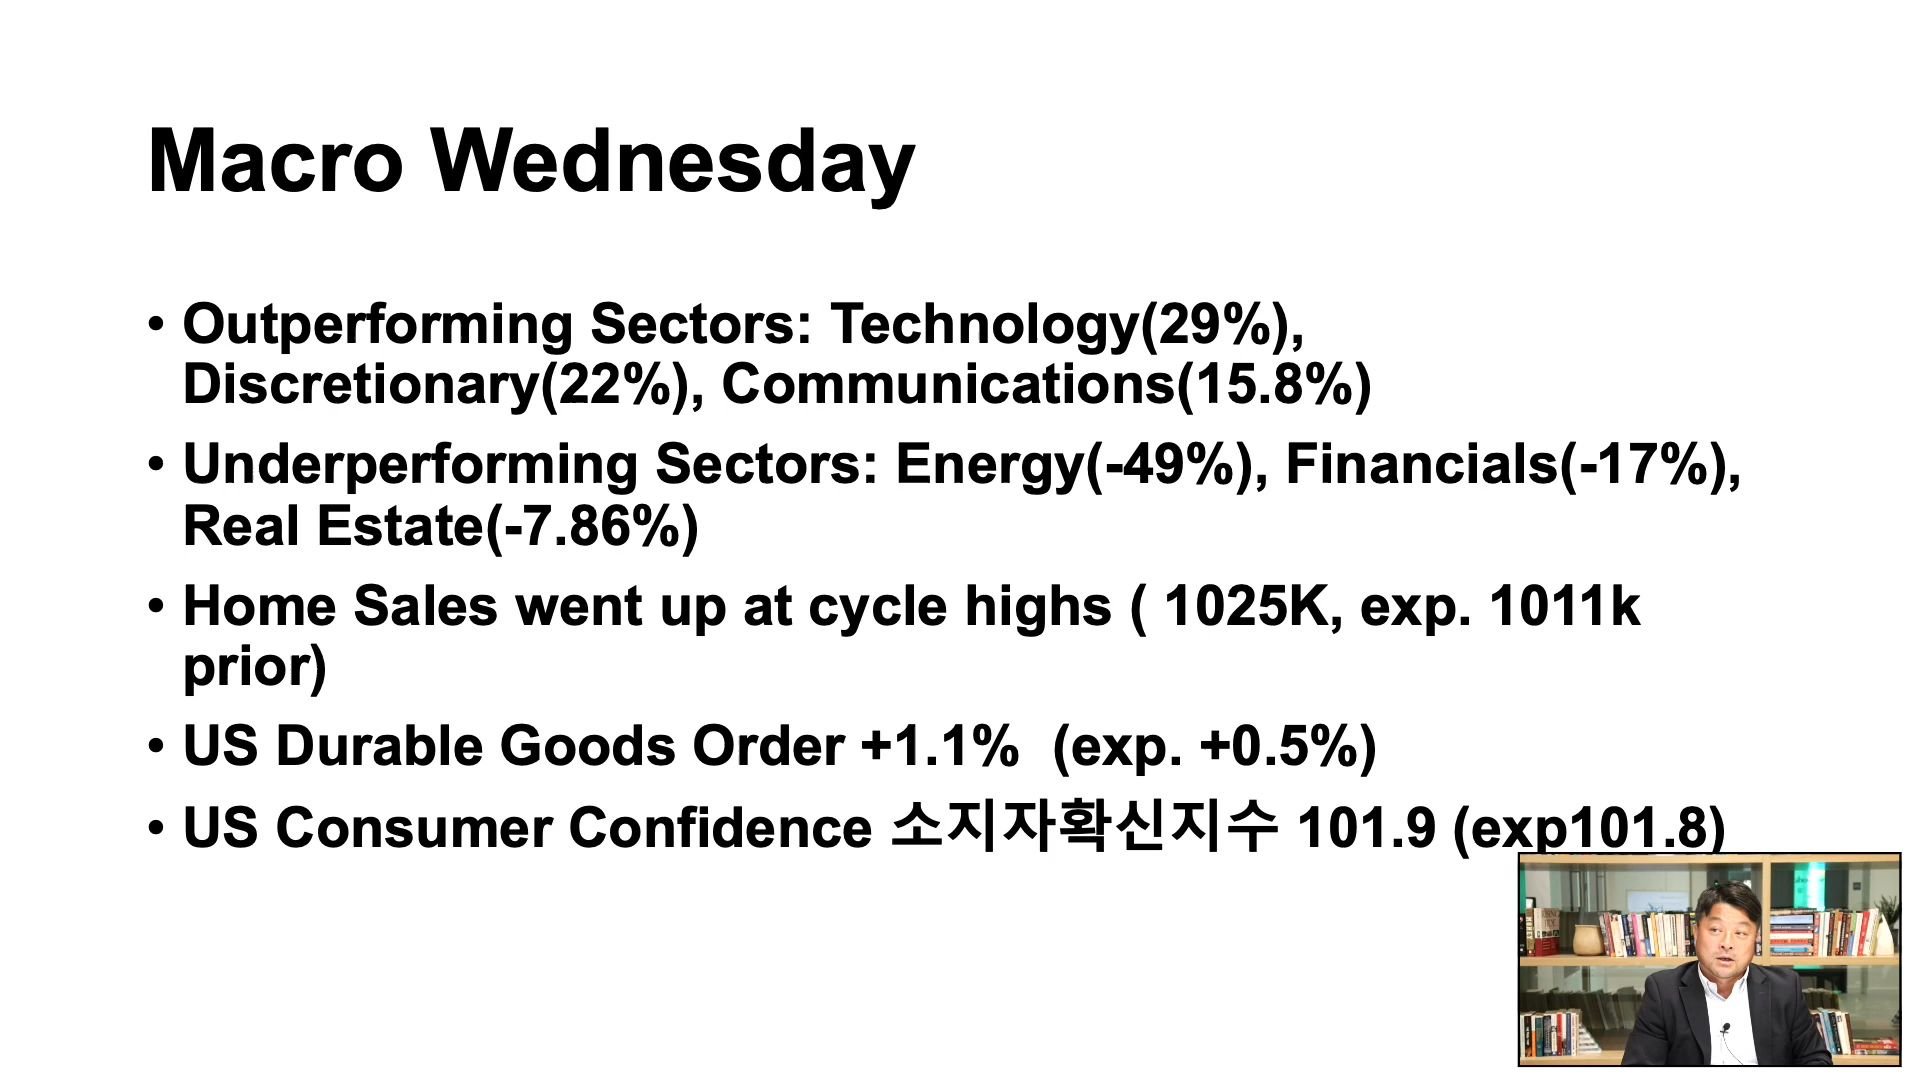 Macro Wednesday
• Outperforming Sectors: Technology(29%),
Discretionary(22%), Communications(15.8%)
• Underperforming Sectors: Energy(-49%), Financials(-17%),
Real Estate(-7.86%)
• Home Sales went up at cycle highs ( 1025K, exp. 1011k
prior)
• US Durable Goods Order +1.1%  (exp. +0.5%)
• US Consumer Confidence 소지자확신지수 101.9 (exp101.8)